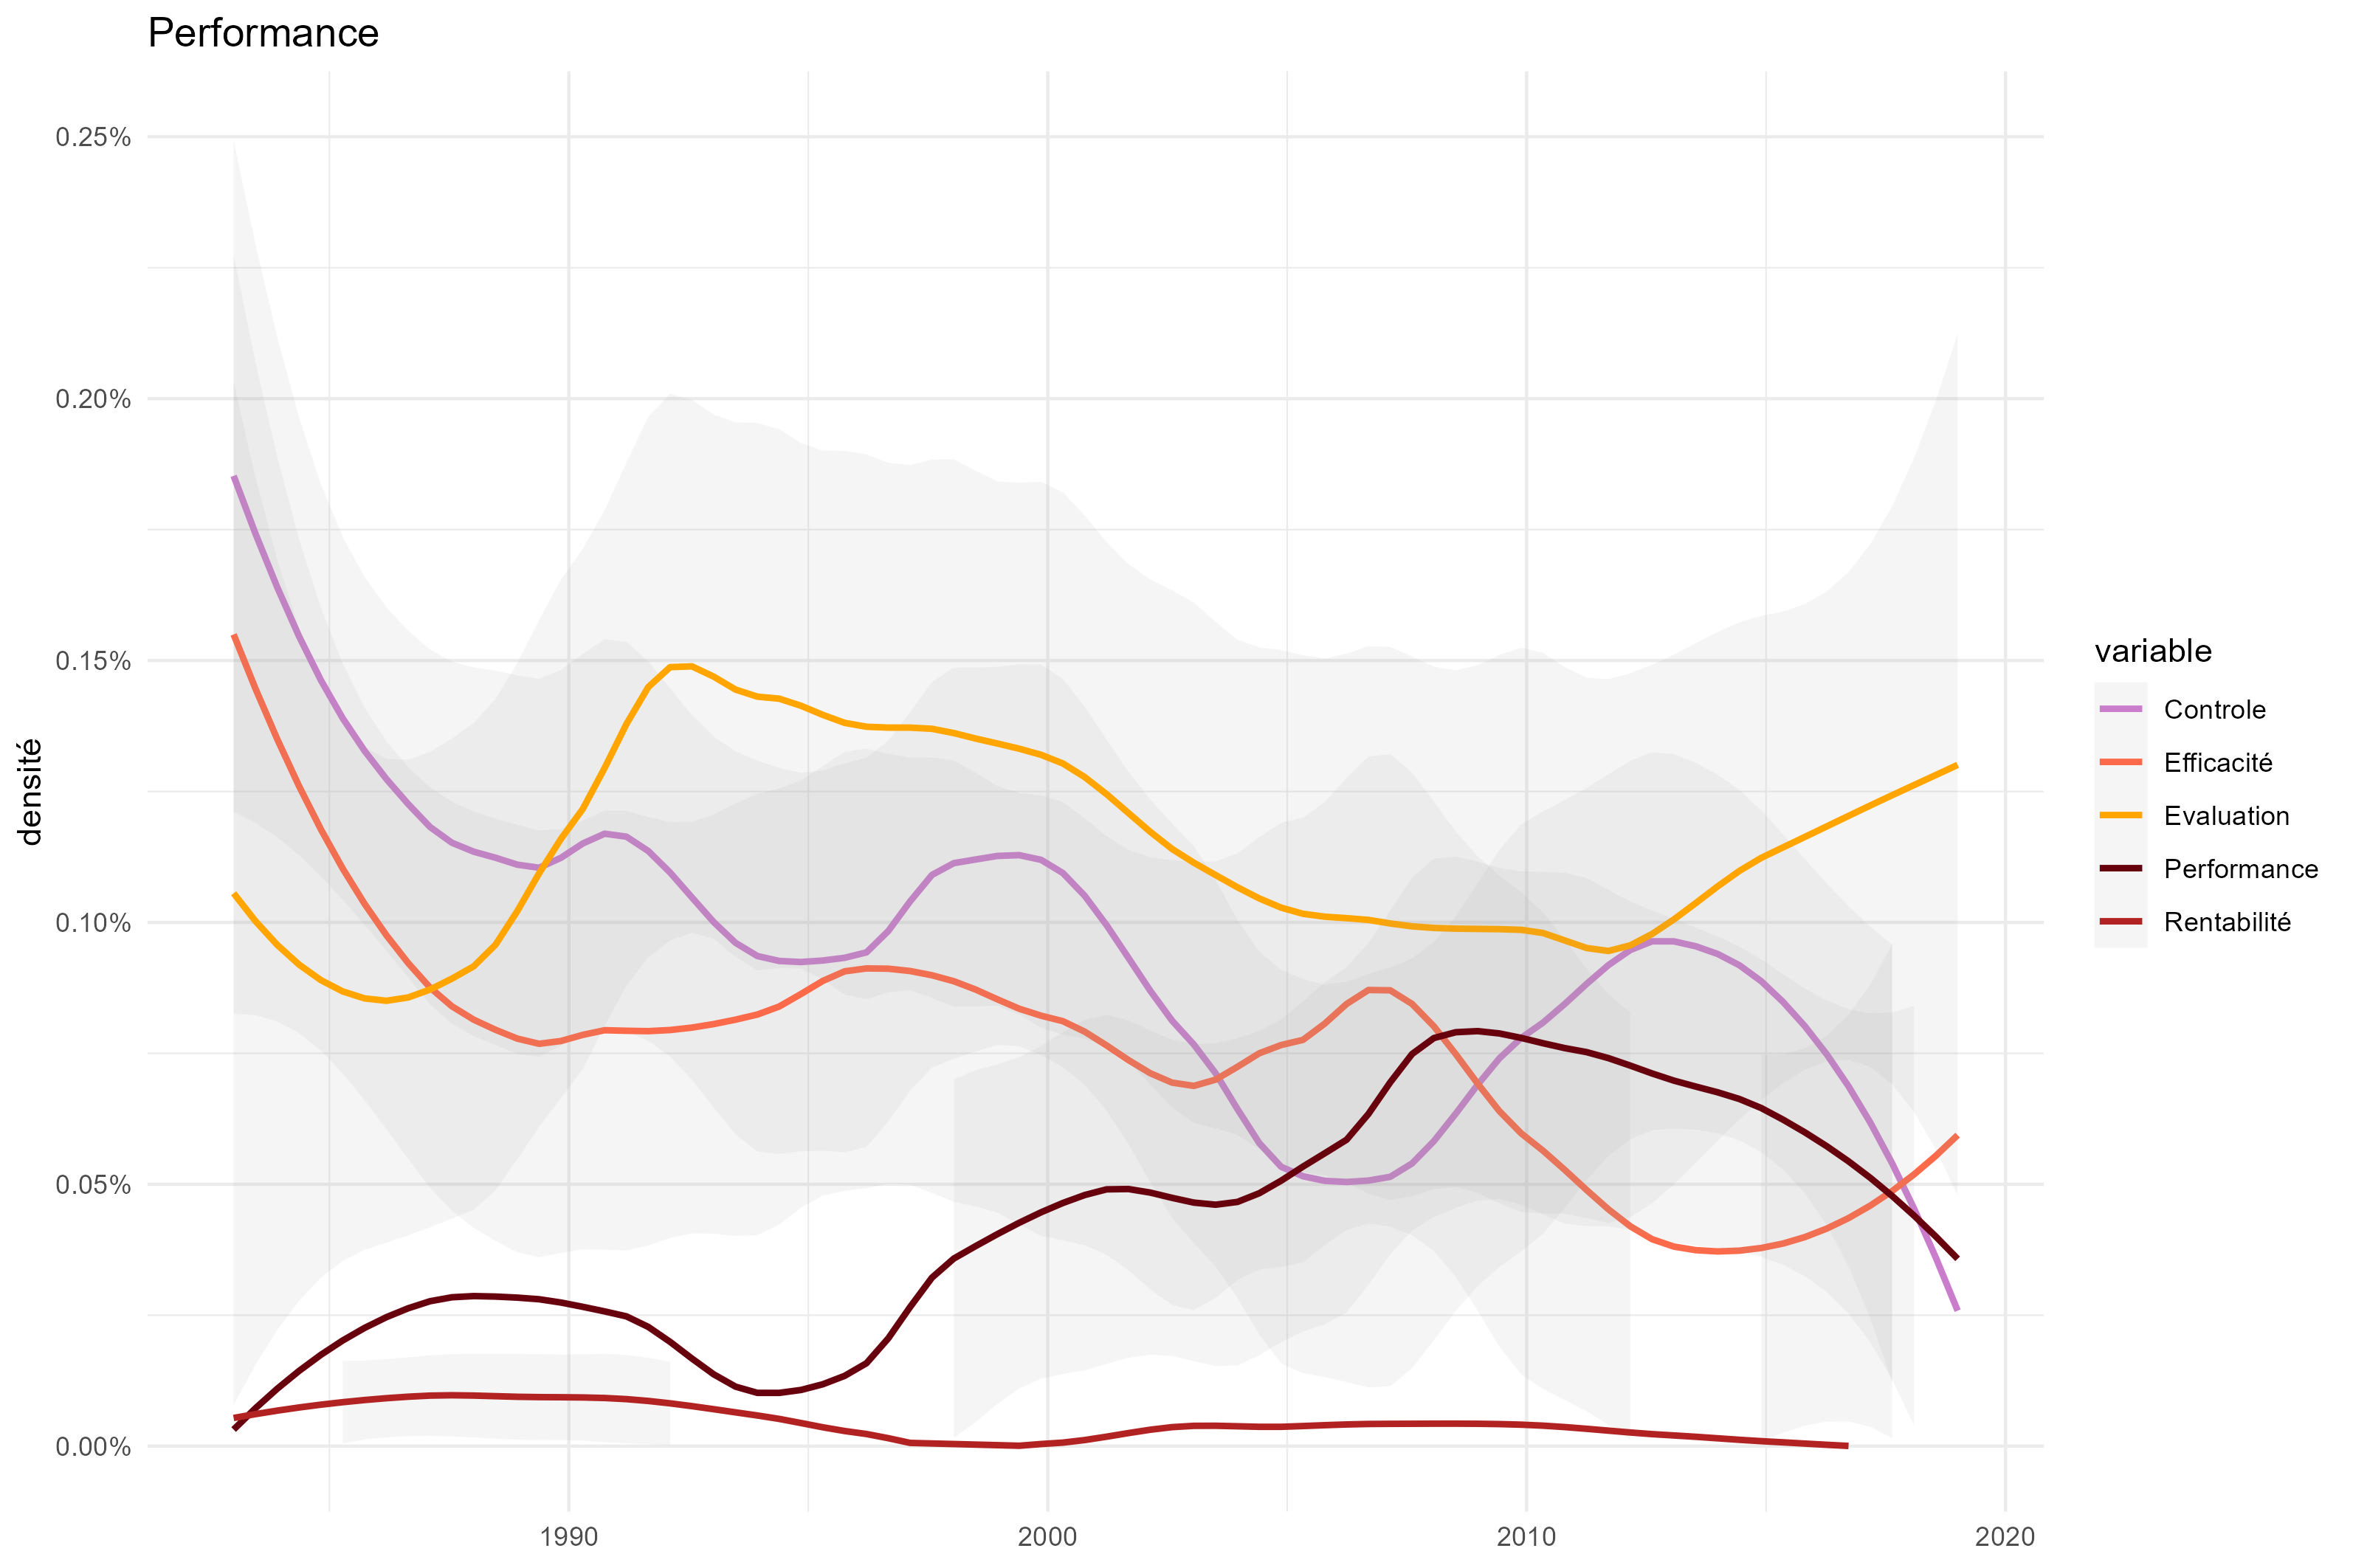 Performance
densité
0.25%
0.20%
0.15%
0.10%
0.05%
0.00%
1990
2000
2010
2020
variable
Controle
Efficacité
Evaluation
Performance
Rentabilité